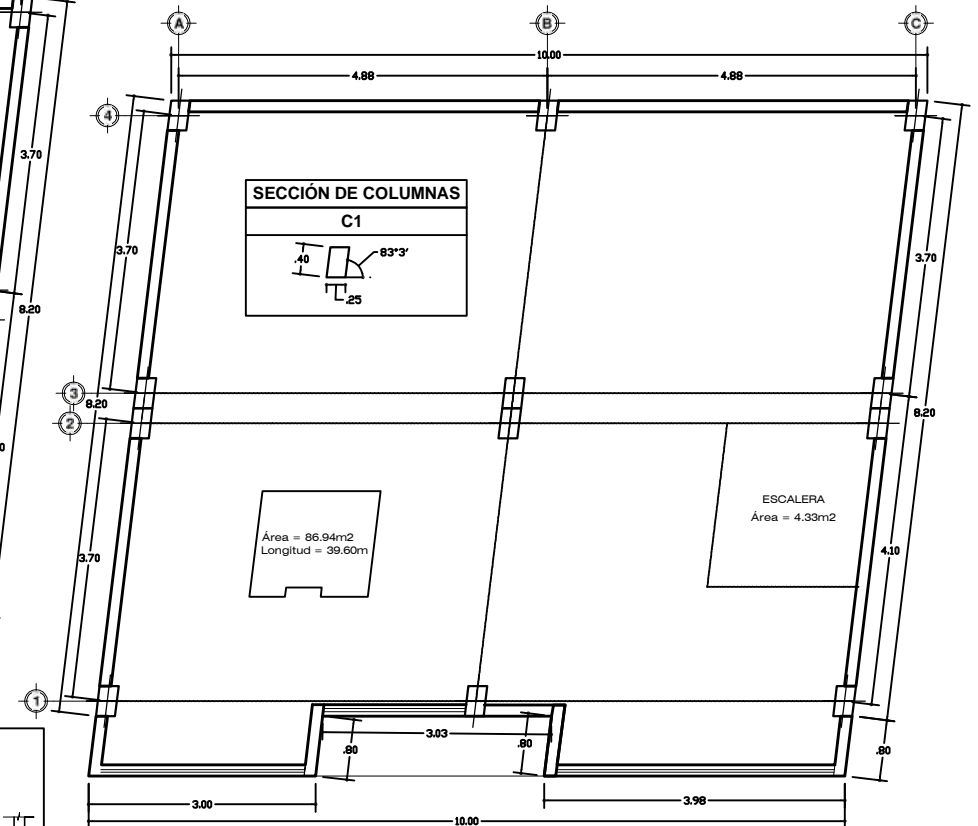 A
B
C
10.00
4.88
4.88
4
3.70
SECCIÓN DE COLUMNAS
C1
3.70
83°3'
.40
3.70
.25
8.20
3
8.20
8.20
2
ESCALERA
Área = 4.33m2
Área = 86.94m2
Longitud = 39.60m
3.70
4.10
1
3.03
.80
.80
.80
3.00
3.98
10.00